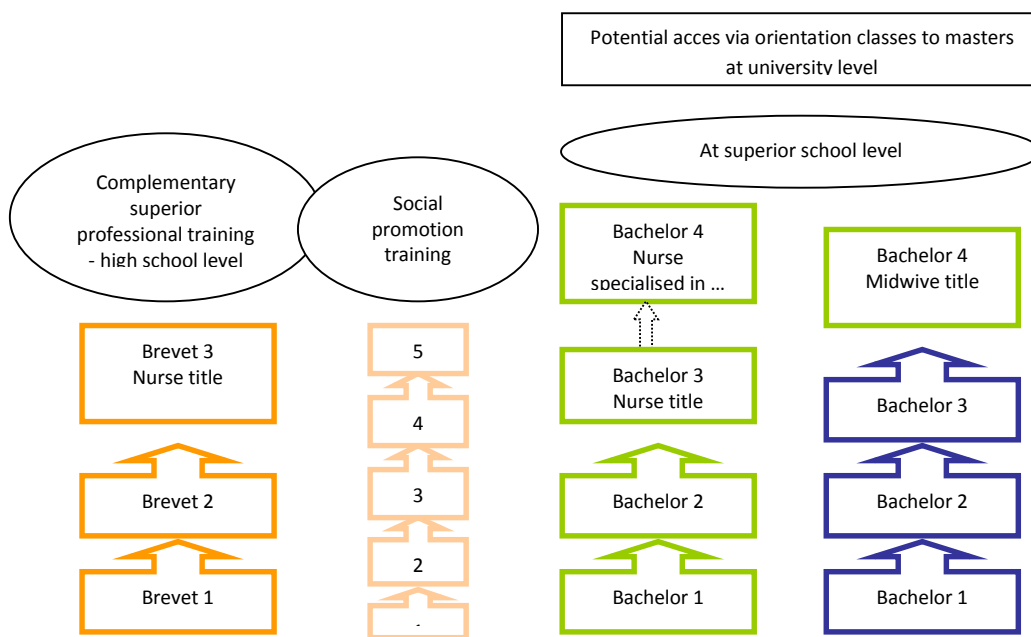 Potential acces via orientation classes to masters
at university level
At superior school level
Complementary
superior
professional training
- high school level
Social
promotion
training
Bachelor 4
Nurse
specialised in …
Bachelor 4
Midwive title
Brevet 3
Nurse title
5
Bachelor 3
Nurse title
Bachelor 3
4
Brevet 2
3
Bachelor 2
Bachelor 2
2
Brevet 1
Bachelor 1
Bachelor 1